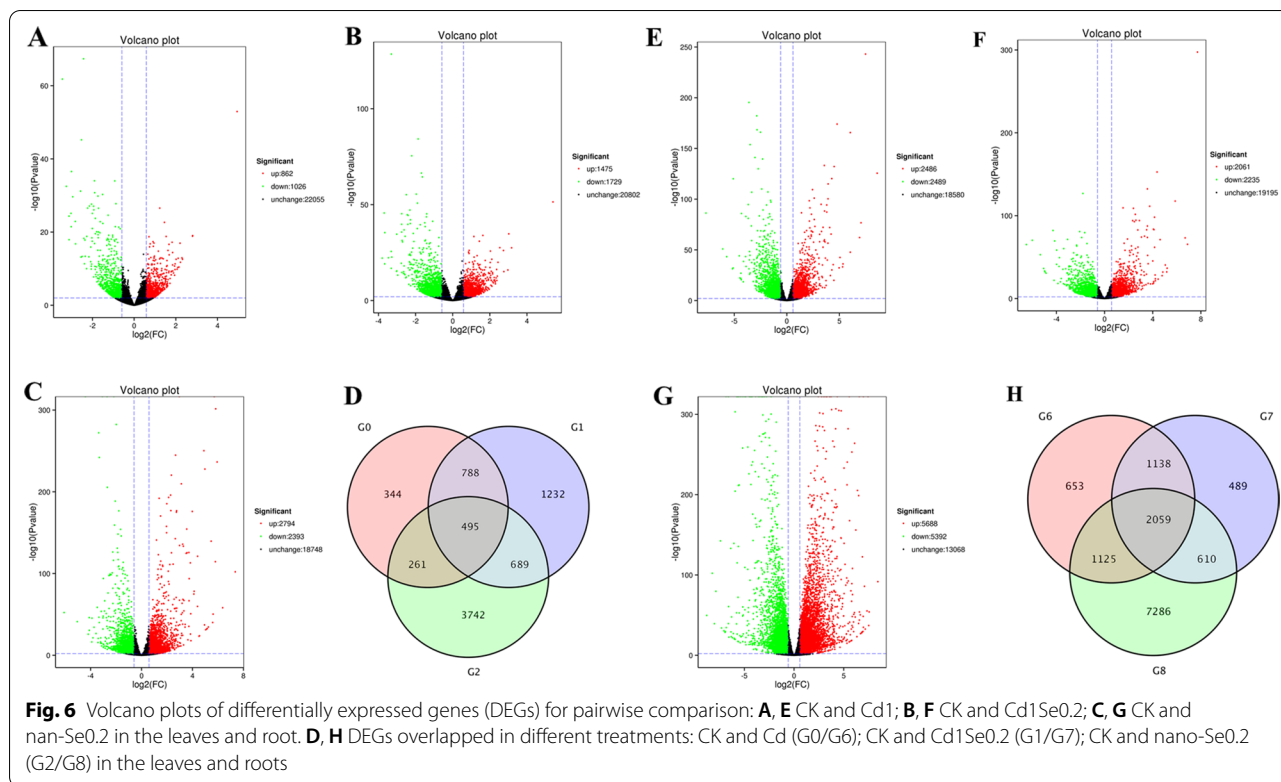 A
Volcano plot
60
40
20
0
-log10(Pvalue)
-2
0
2
4
log2(FC)
Significant
up:862
down:1026
unchange:22055
B
Volcano plot
100
50
0
-log10(Pvalue)
-4
-2
0
2
4
log2(FC)
Significant
up:1475
down:1729
unchange:20802
E
Volcano plot
250
200
150
100
50
0
-log10(Pvalue)
-5
0
5
log2(FC)
Significant
up:2486
down:2489
unchange:18580
F
Volcano plot
300
200
100
0
-log10(Pvalue)
-4
0
4
8
log2(FC)
Significant
up:2061
down:2235
unchange:19195
C
Volcano plot
300
200
100
0
-log10(Pvalue)
-4
0
4
8
log2(FC)
Significant
up:2794
down:2393
unchange:18748
D
G0
G1
788
344
1232
495
261
689
3742
G2
G
Volcano plot
300
200
100
0
-log10(Pvalue)
-5
0
5
log2(FC)
Significant
up:5688
down:5392
unchange:13068
H
G6
G7
1138
653
489
2059
1125
610
7286
G8
Fig. 6 Volcano plots of differentially expressed genes (DEGs) for pairwise comparison: A, E CK and Cd1; B, F CK and Cd1Se0.2; C, G CK and
nan-Se0.2 in the leaves and root. D, H DEGs overlapped in different treatments: CK and Cd (G0/G6); CK and Cd1Se0.2 (G1/G7); CK and nano-Se0.2
(G2/G8) in the leaves and roots